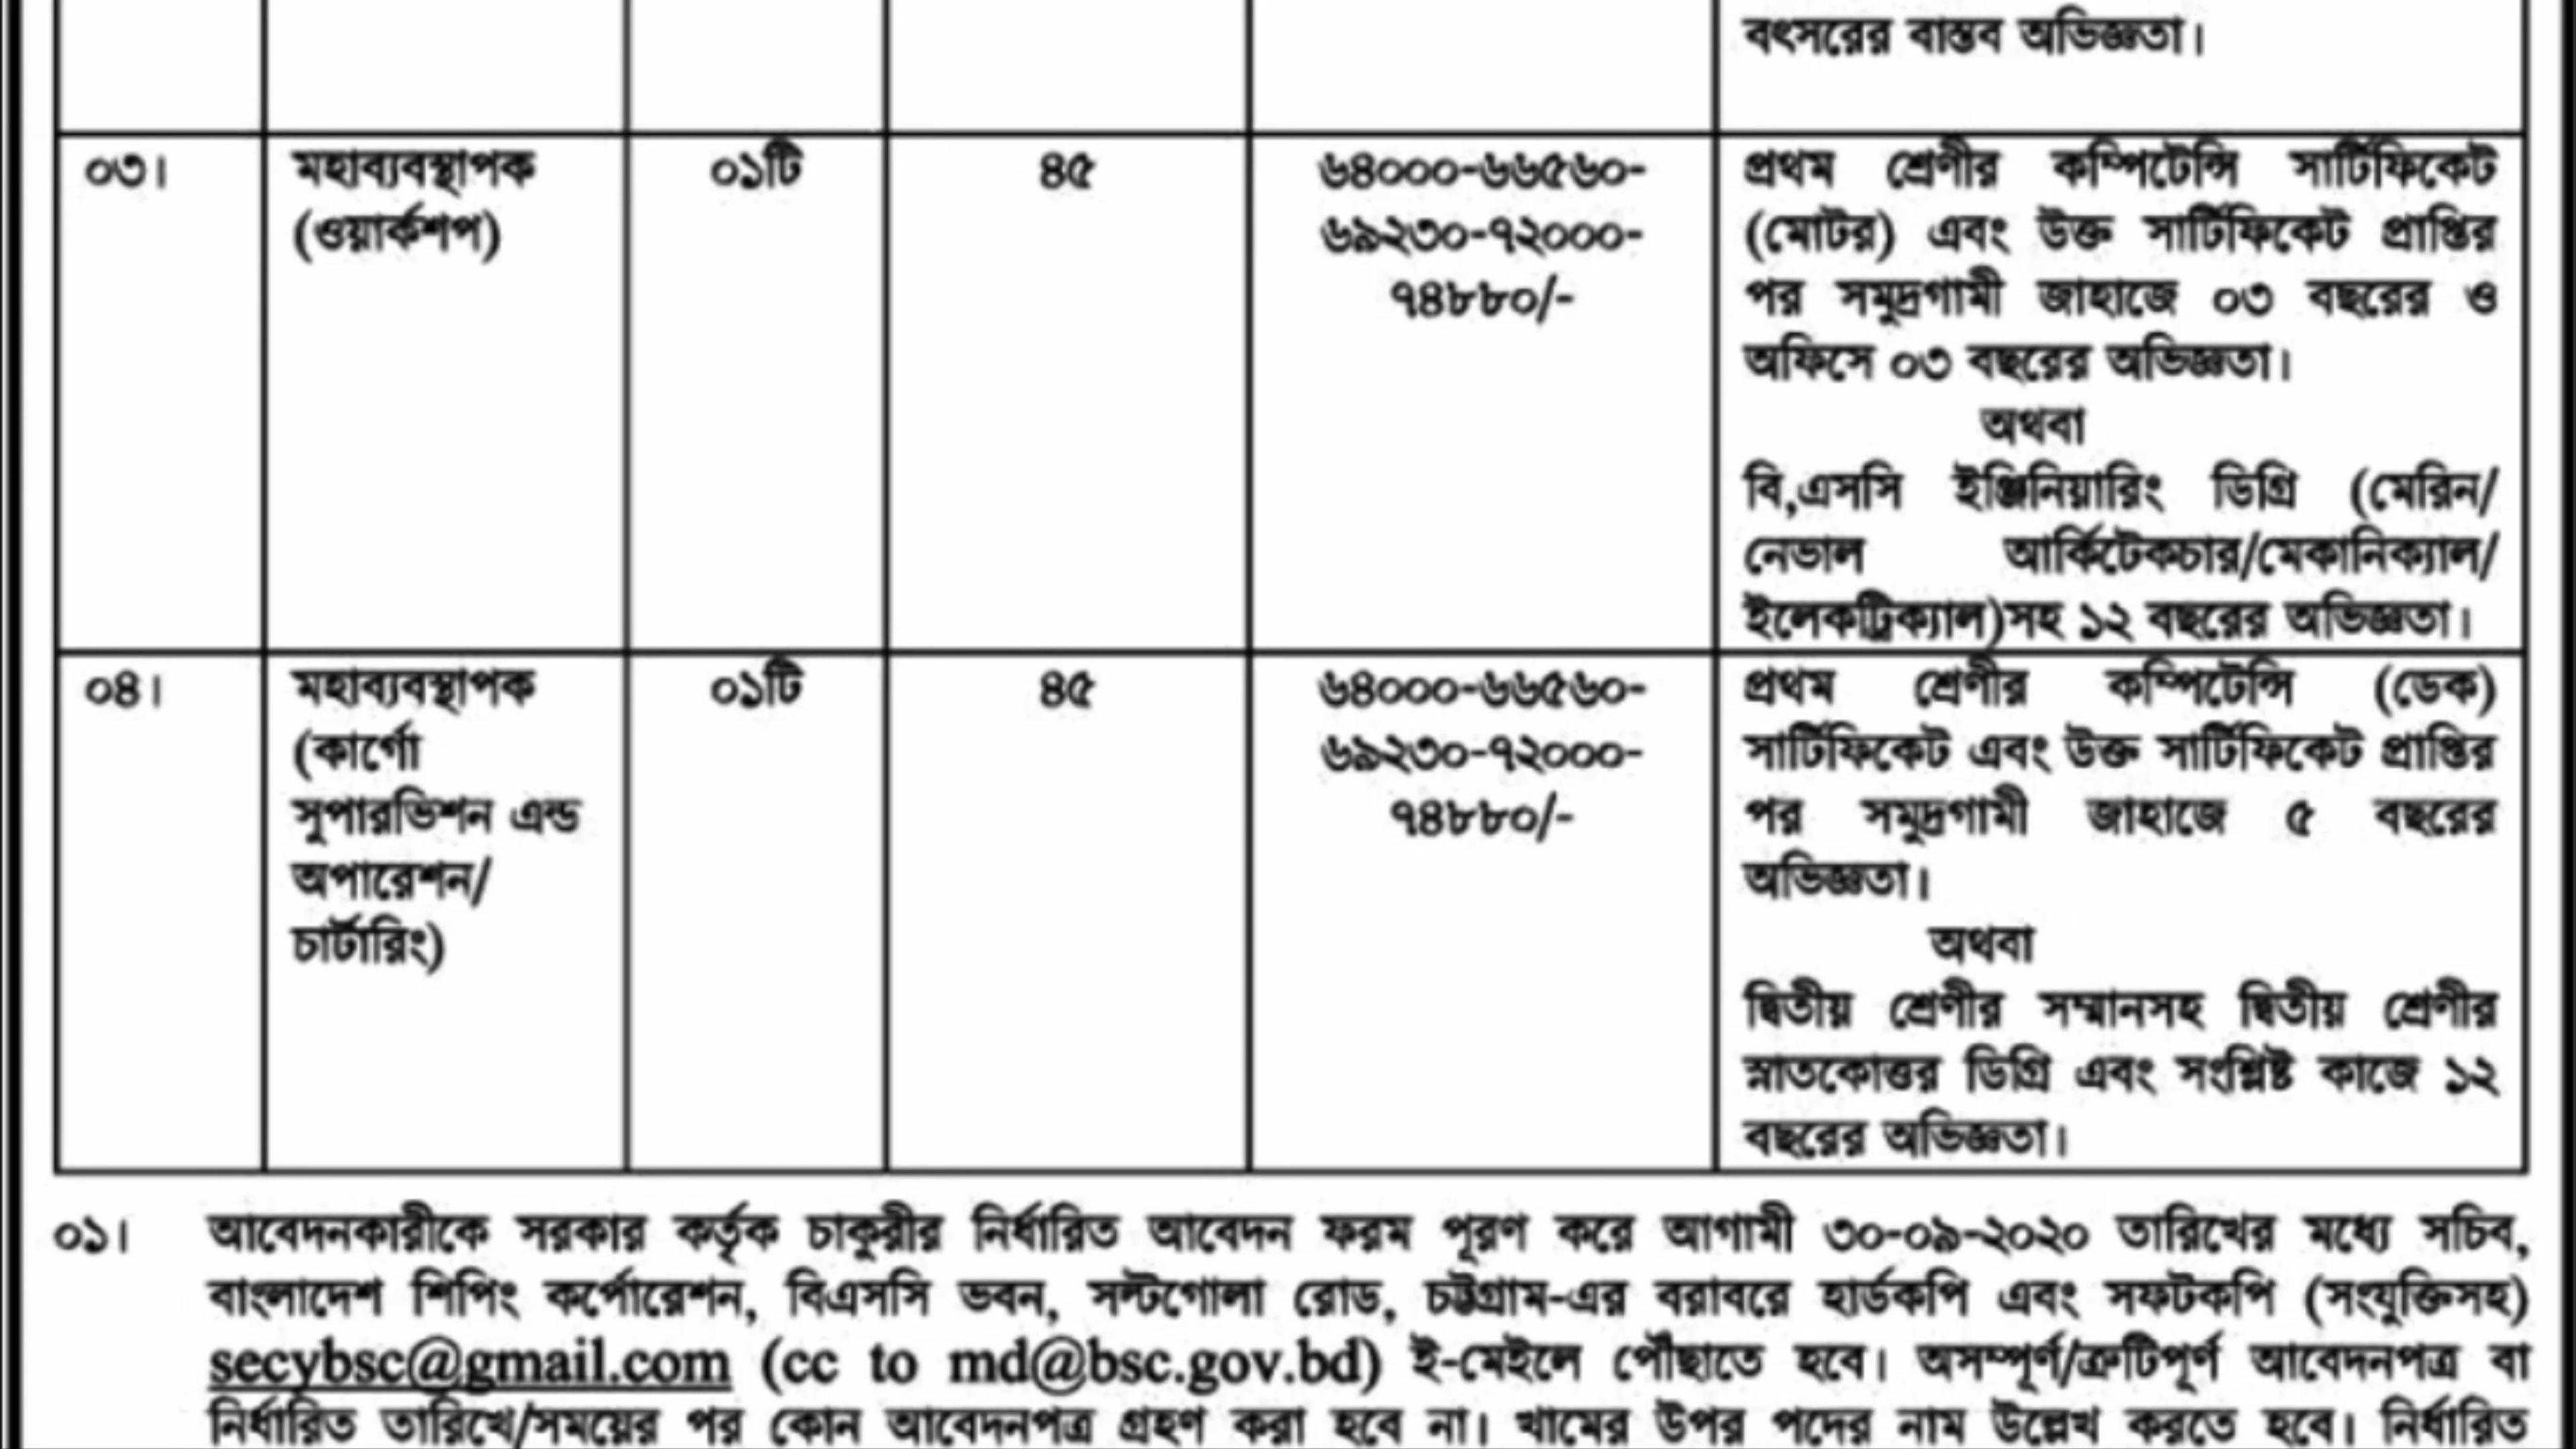 বৎসরের বাস্তব অভিজ্ঞতা।
০৩।
মহাব্যবস্থাপক
(ওয়ার্কশপ)
০১টি
৪৫
৬৪০০০-৬৬৫৬০-
৬৯২৩০-৭২০০০-
৭৪৮৮০/-
প্রথম শ্রেণীর কম্পিটেন্সি সার্টিফিকেট
(মোটর) এবং উক্ত সার্টিফিকেট প্রাপ্তির
পর সমুদ্রগামী জাহাজে ০৩ বছরের ও
অফিসে ০৩ বছরের অভিজ্ঞতা।
অথবা
বি,এসসি ইঞ্জিনিয়ারিং ডিগ্রি (মেরিন/
নেভাল আর্কিটেকচার/মেকানিক্যাল/
ইলেকট্রিক্যাল)সহ ১২ বছরের অভিজ্ঞতা।
০৪।
মহাব্যবস্থাপক
(কার্গো
সুপারভিশন এন্ড
অপারেশন/
চার্টারিং)
০১টি
৪৫
৬৪০০০-৬৬৫৬০-
৬৯২৩০-৭২০০০-
৭৪৮৮০/-
প্রথম শ্রেণীর কম্পিটেন্সি (ডেক)
সার্টিফিকেট এবং উক্ত সার্টিফিকেট প্রাপ্তির
পর সমুদ্রগামী জাহাজে ৫ বছরের
অভিজ্ঞতা।
অথবা
দ্বিতীয় শ্রেণীর সম্মানসহ দ্বিতীয় শ্রেণীর
স্নাতকোত্তর ডিগ্রি এবং সংশ্লিষ্ট কাজে ১২
বছরের অভিজ্ঞতা।
০১। আবেদনকারীকে সরকার কর্তৃক চাকুরীর নির্ধারিত আবেদন ফরম পূরণ করে আগামী ৩০-০৯-২০২০ তারিখের মধ্যে সচিব,
বাংলাদেশ শিপিং কর্পোরেশন, বিএসসি ভবন, সল্টগোলা রোড, চট্টগ্রাম-এর বরাবরে হার্ডকপি এবং সফটকপি (সংযুক্তিসহ)
secybsc@gmail.com (cc to md@bsc.gov.bd) ই-মেইলে পৌঁছাতে হবে। অসম্পূর্ণ/ত্রুটিপূর্ণ আবেদনপত্র বা
নির্ধারিত তারিখে/সময়ের পর কোন আবেদনপত্র গ্রহণ করা হবে না। খামের উপর পদের নাম উল্লেখ করতে হবে। নির্ধারিত